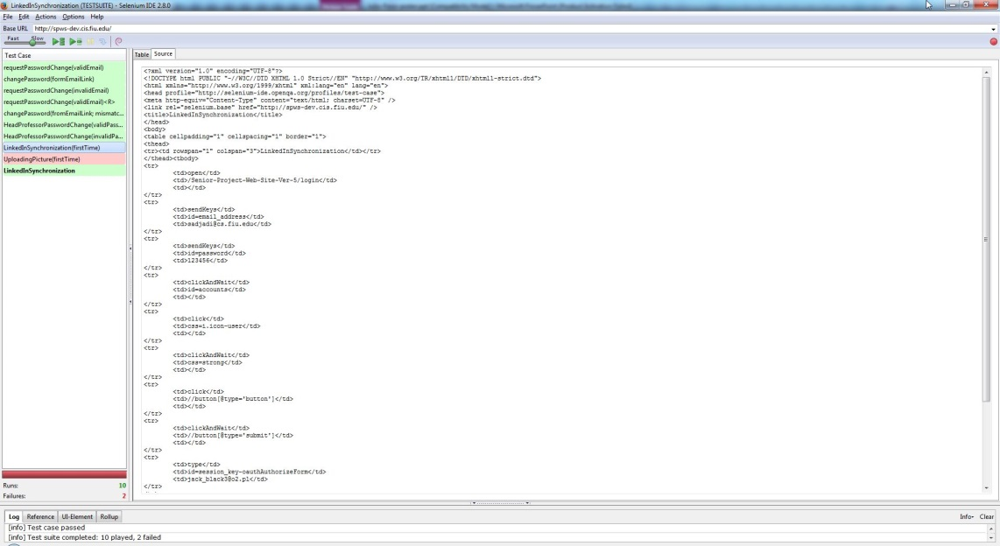 LinkedInSynchronization (TESTSUITE) - Selenium IDE 2.8.0
File Edit Actions Options Help
Base URL http://spws-dev.cis.fiu.edu/
Fast Slow
Test Case
requestPasswordChange(validEmail)
changePassword(formEmailLink)
requestPasswordChange(invalidEmail)
requestPasswordChange(validEmail)<R>
changePassword(fromEmailLink; mismatc...
HeadProfessorPasswordChange(validPass...
HeadProfessorPasswordChange(invalidPa...
LinkedInSynchronization(firstTime)
UploadingPicture(firstTime)
LinkedInSynchronization
Runs: 10
Failures: 2
Table Source
<?xml version="1.0" encoding="UTF-8"?>
<!DOCTYPE html PUBLIC "-//W3C//DTD XHTML 1.0 Strict//EN" "http://www.w3.org/TR/xhtml1/DTD/xhtml1-strict.dtd">
<html xmlns="http://www.w3.org/1999/xhtml" xml:lang="en" lang="en">
<head profile="http://selenium-ide.openqa.org/profiles/test-case">
<meta http-equiv="Content-Type" content="text/html; charset=UTF-8" />
<link rel="selenium.base" href="http://spws-dev.cis.fiu.edu/" />
<title>LinkedInSynchronization</title>
</head>
<body>
<table cellpadding="1" cellspacing="1" border="1">
<thead>
<tr><td rowspan="1" colspan="3">LinkedInSynchronization</td></tr>
</thead><tbody>
<tr>
<td>open</td>
<td>/Senior-Project-Web-Site-Ver-5/login</td>
<td></td>
</tr>
<tr>
<td>sendKeys</td>
<td>id=email_address</td>
<td>sadjadi@cs.fiu.edu</td>
</tr>
<tr>
<td>sendKeys</td>
<td>id=password</td>
<td>123456</td>
</tr>
<tr>
<td>clickAndWait</td>
<td>id=accounts</td>
<td></td>
</tr>
<tr>
<td>click</td>
<td>css=i.icon-user</td>
<td></td>
</tr>
<tr>
<td>clickAndWait</td>
<td>css=strong</td>
<td></td>
</tr>
<tr>
<td>click</td>
<td>//button[@type='button']</td>
<td></td>
</tr>
<tr>
<td>clickAndWait</td>
<td>//button[@type='submit']</td>
<td></td>
</tr>
<tr>
<td>type</td>
<td>id=session_key-oauthAuthorizeForm</td>
<td>jack_black3@o2.pl</td>
</tr>
Log Reference UI-Element Rollup Info- Clear
[info] Test case passed
[info] Test suite completed: 10 played, 2 failed